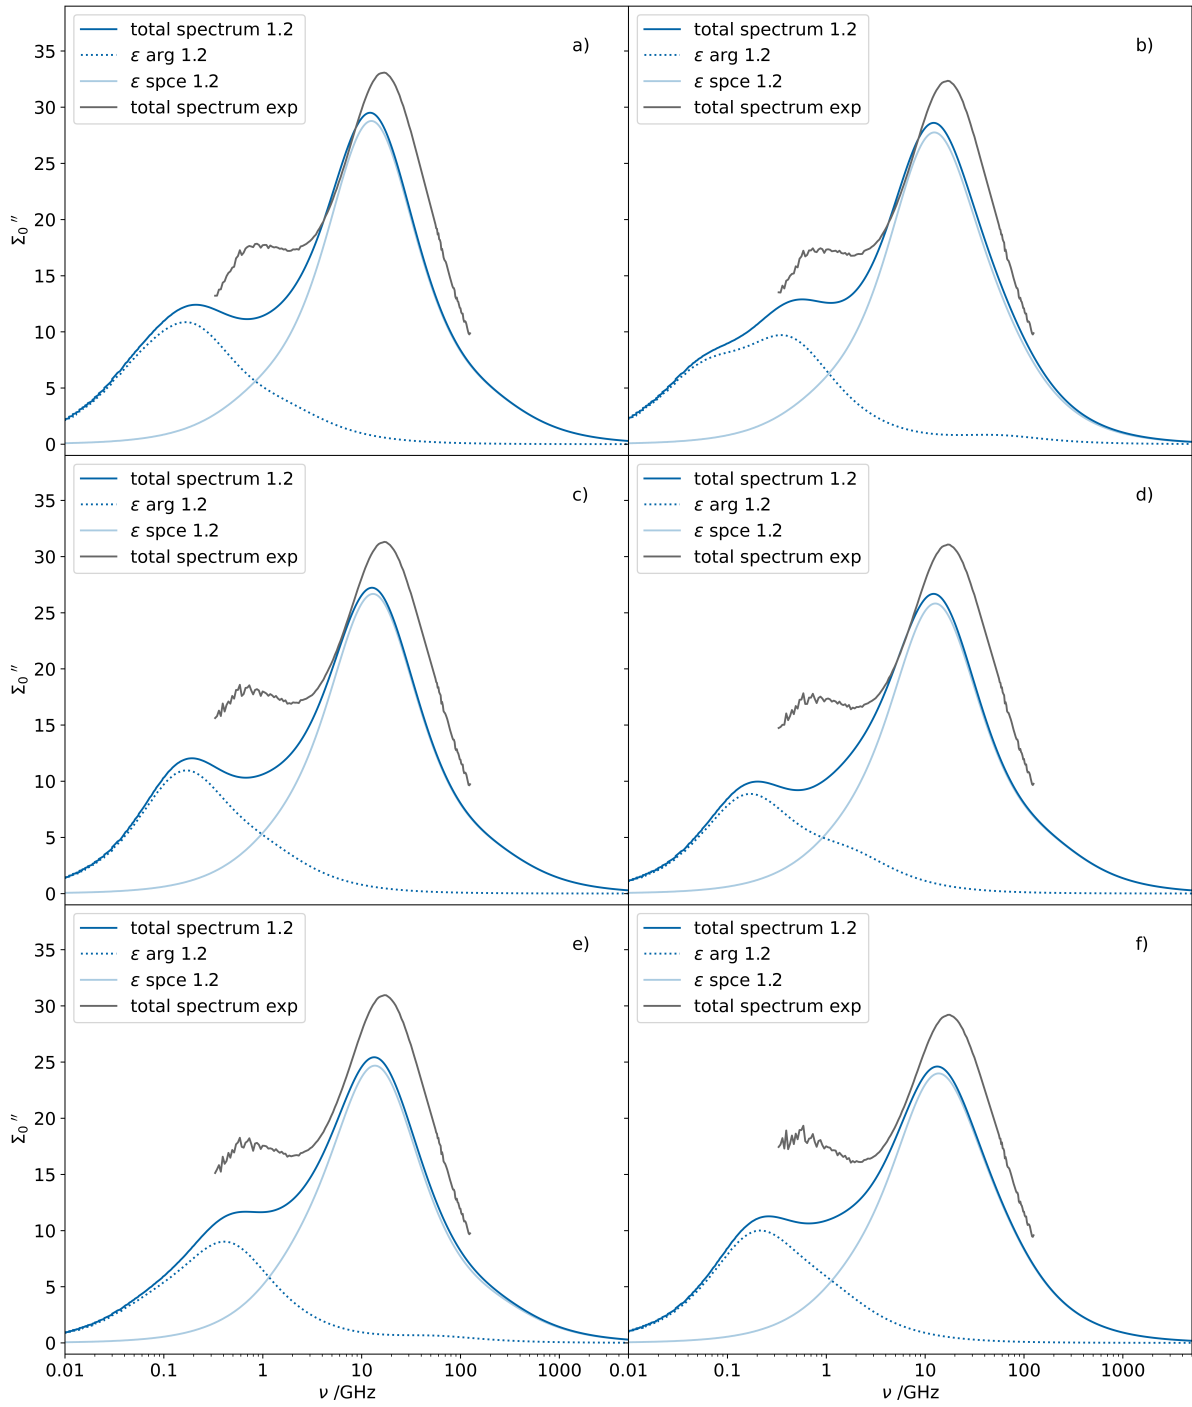 total spectrum 1.2
ε arg 1.2
ε spce 1.2
total spectrum exp
a)
35
30
25
20
15
10
5
0
Σ₀″
total spectrum 1.2
ε arg 1.2
ε spce 1.2
total spectrum exp
b)
total spectrum 1.2
ε arg 1.2
ε spce 1.2
total spectrum exp
c)
35
30
25
20
15
10
5
0
Σ₀″
total spectrum 1.2
ε arg 1.2
ε spce 1.2
total spectrum exp
d)
total spectrum 1.2
ε arg 1.2
ε spce 1.2
total spectrum exp
e)
35
30
25
20
15
10
5
0
Σ₀″
total spectrum 1.2
ε arg 1.2
ε spce 1.2
total spectrum exp
f)
0.01 0.1 1 10 100 1000
0.1 1 10 100 1000
ν /GHz
ν /GHz